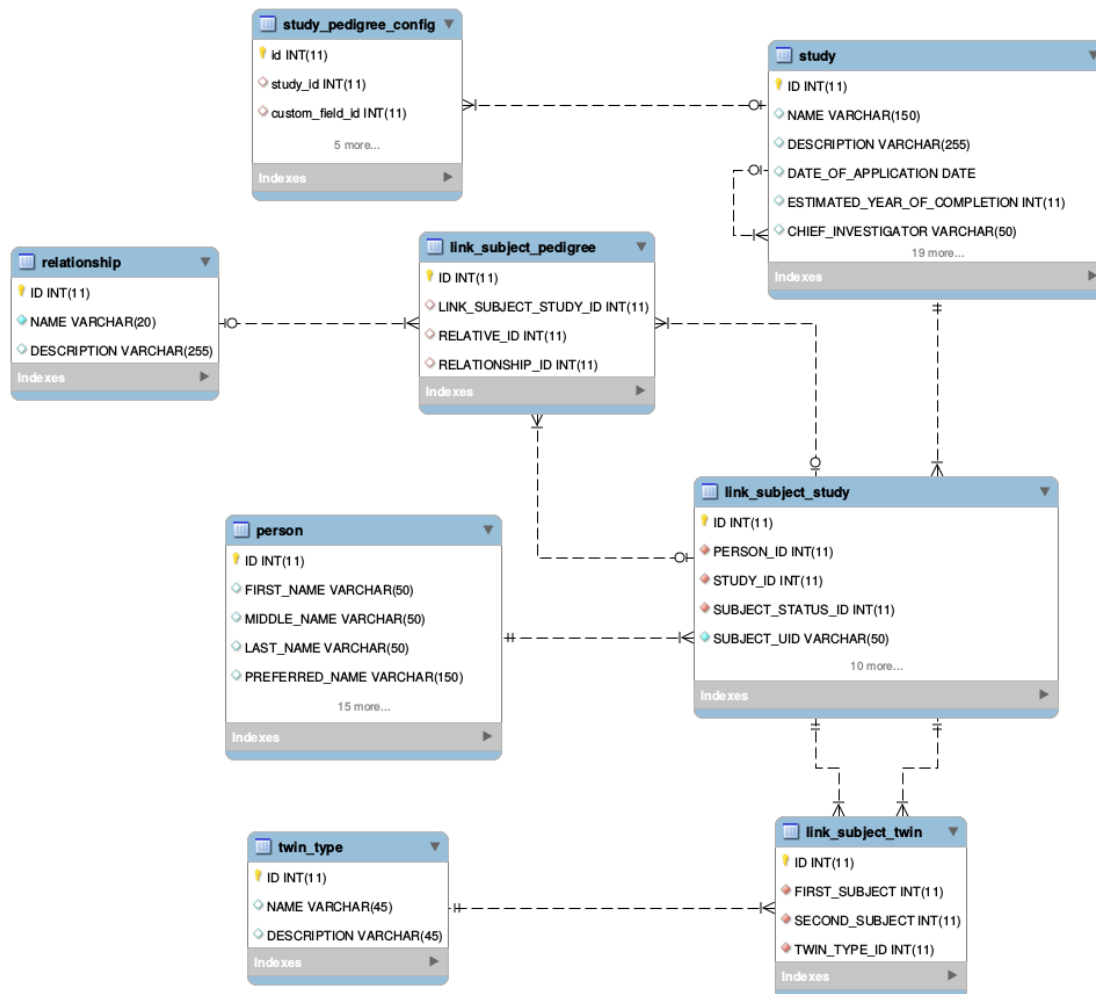 study_pedigree_config
id INT(11)
study_id INT(11)
custom_field_id INT(11)
5 more...
Indexes
study
ID INT(11)
NAME VARCHAR(150)
DESCRIPTION VARCHAR(255)
DATE_OF_APPLICATION DATE
ESTIMATED_YEAR_OF_COMPLETION INT(11)
CHIEF_INVESTIGATOR VARCHAR(50)
19 more...
Indexes
relationship
ID INT(11)
NAME VARCHAR(20)
DESCRIPTION VARCHAR(255)
Indexes
link_subject_pedigree
ID INT(11)
LINK_SUBJECT_STUDY_ID INT(11)
RELATIVE_ID INT(11)
RELATIONSHIP_ID INT(11)
Indexes
link_subject_study
ID INT(11)
PERSON_ID INT(11)
STUDY_ID INT(11)
SUBJECT_STATUS_ID INT(11)
SUBJECT_UID VARCHAR(50)
10 more...
Indexes
person
ID INT(11)
FIRST_NAME VARCHAR(50)
MIDDLE_NAME VARCHAR(50)
LAST_NAME VARCHAR(50)
PREFERRED_NAME VARCHAR(150)
15 more...
Indexes
twin_type
ID INT(11)
NAME VARCHAR(45)
DESCRIPTION VARCHAR(45)
Indexes
link_subject_twin
ID INT(11)
FIRST_SUBJECT INT(11)
SECOND_SUBJECT INT(11)
TWIN_TYPE_ID INT(11)
Indexes